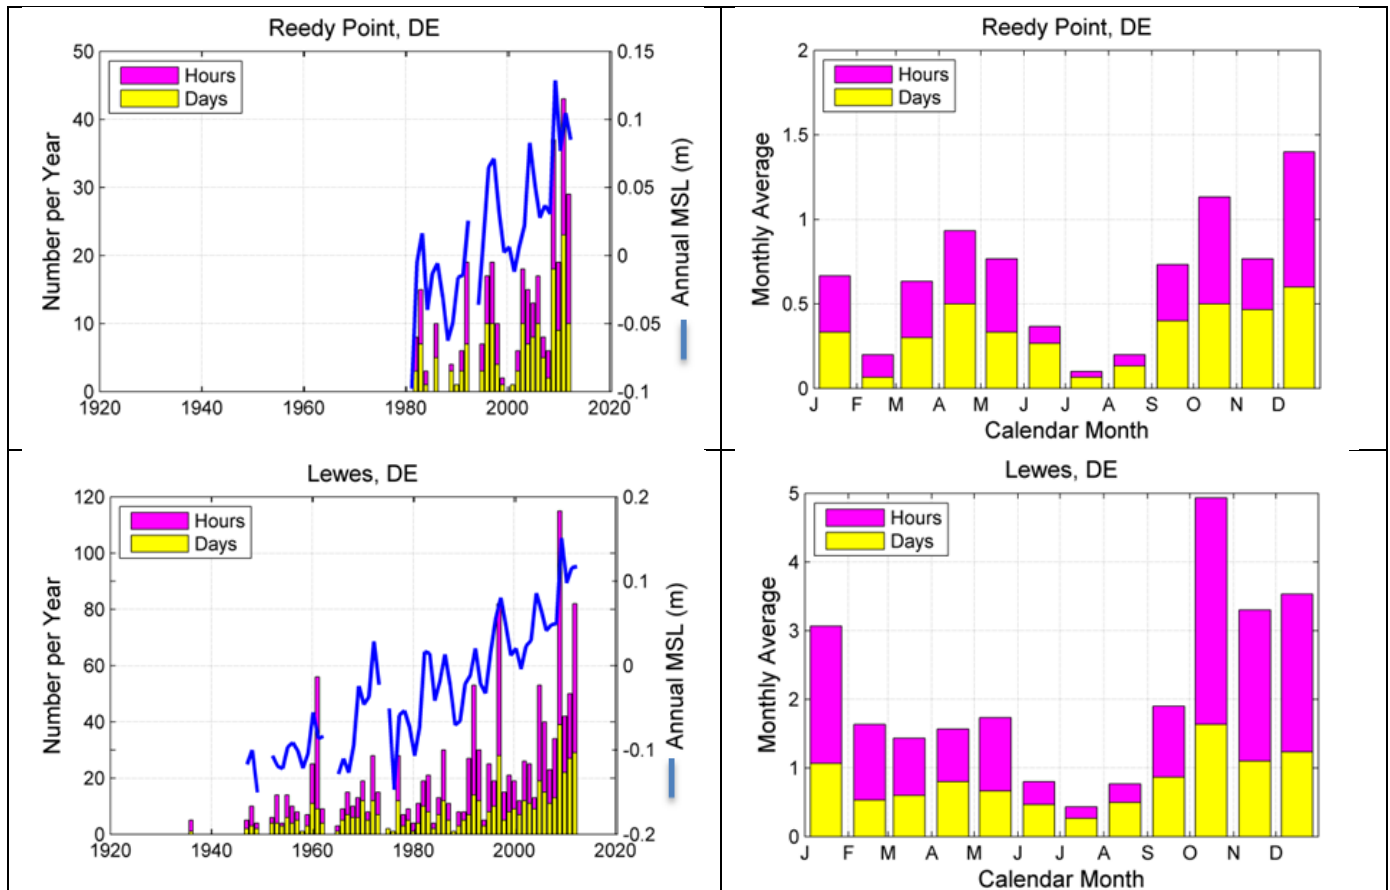 Reedy Point, DE
50
40
30
20
10
0
Number per Year
Hours
Days
0.15
0.1
0.05
0
-0.05
-0.1
Annual MSL (m)
1920 1940 1960 1980 2000 2020
Reedy Point, DE
2
1.5
1
0.5
0
Monthly Average
Hours
Days
J F M A M J J A S O N D
Calendar Month
Lewes, DE
120
100
80
60
40
20
0
Number per Year
Hours
Days
0.2
0.1
0
-0.1
-0.2
Annual MSL (m)
1920 1940 1960 1980 2000 2020
Lewes, DE
5
4
3
2
1
0
Monthly Average
Hours
Days
J F M A M J J A S O N D
Calendar Month